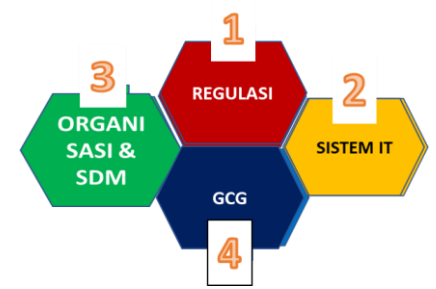 1
REGULASI
2
SISTEM IT
3
ORGANI
SASI &
SDM
GCG
4